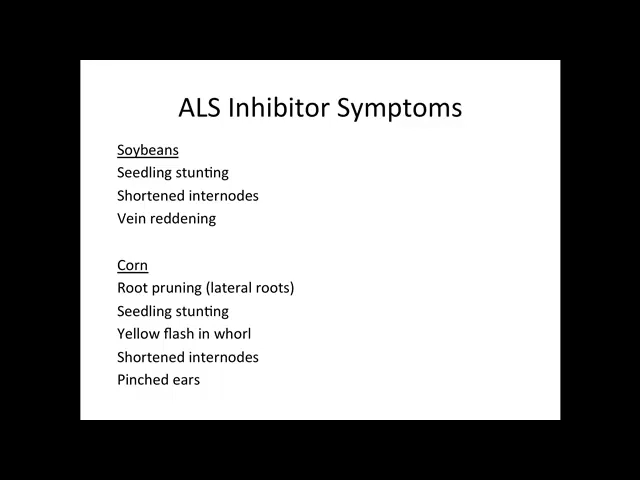 ALS Inhibitor Symptoms
Soybeans
Seedling stunting
Shortened internodes
Vein reddening
Corn
Root pruning (lateral roots)
Seedling stunting
Yellow flash in whorl
Shortened internodes
Pinched ears